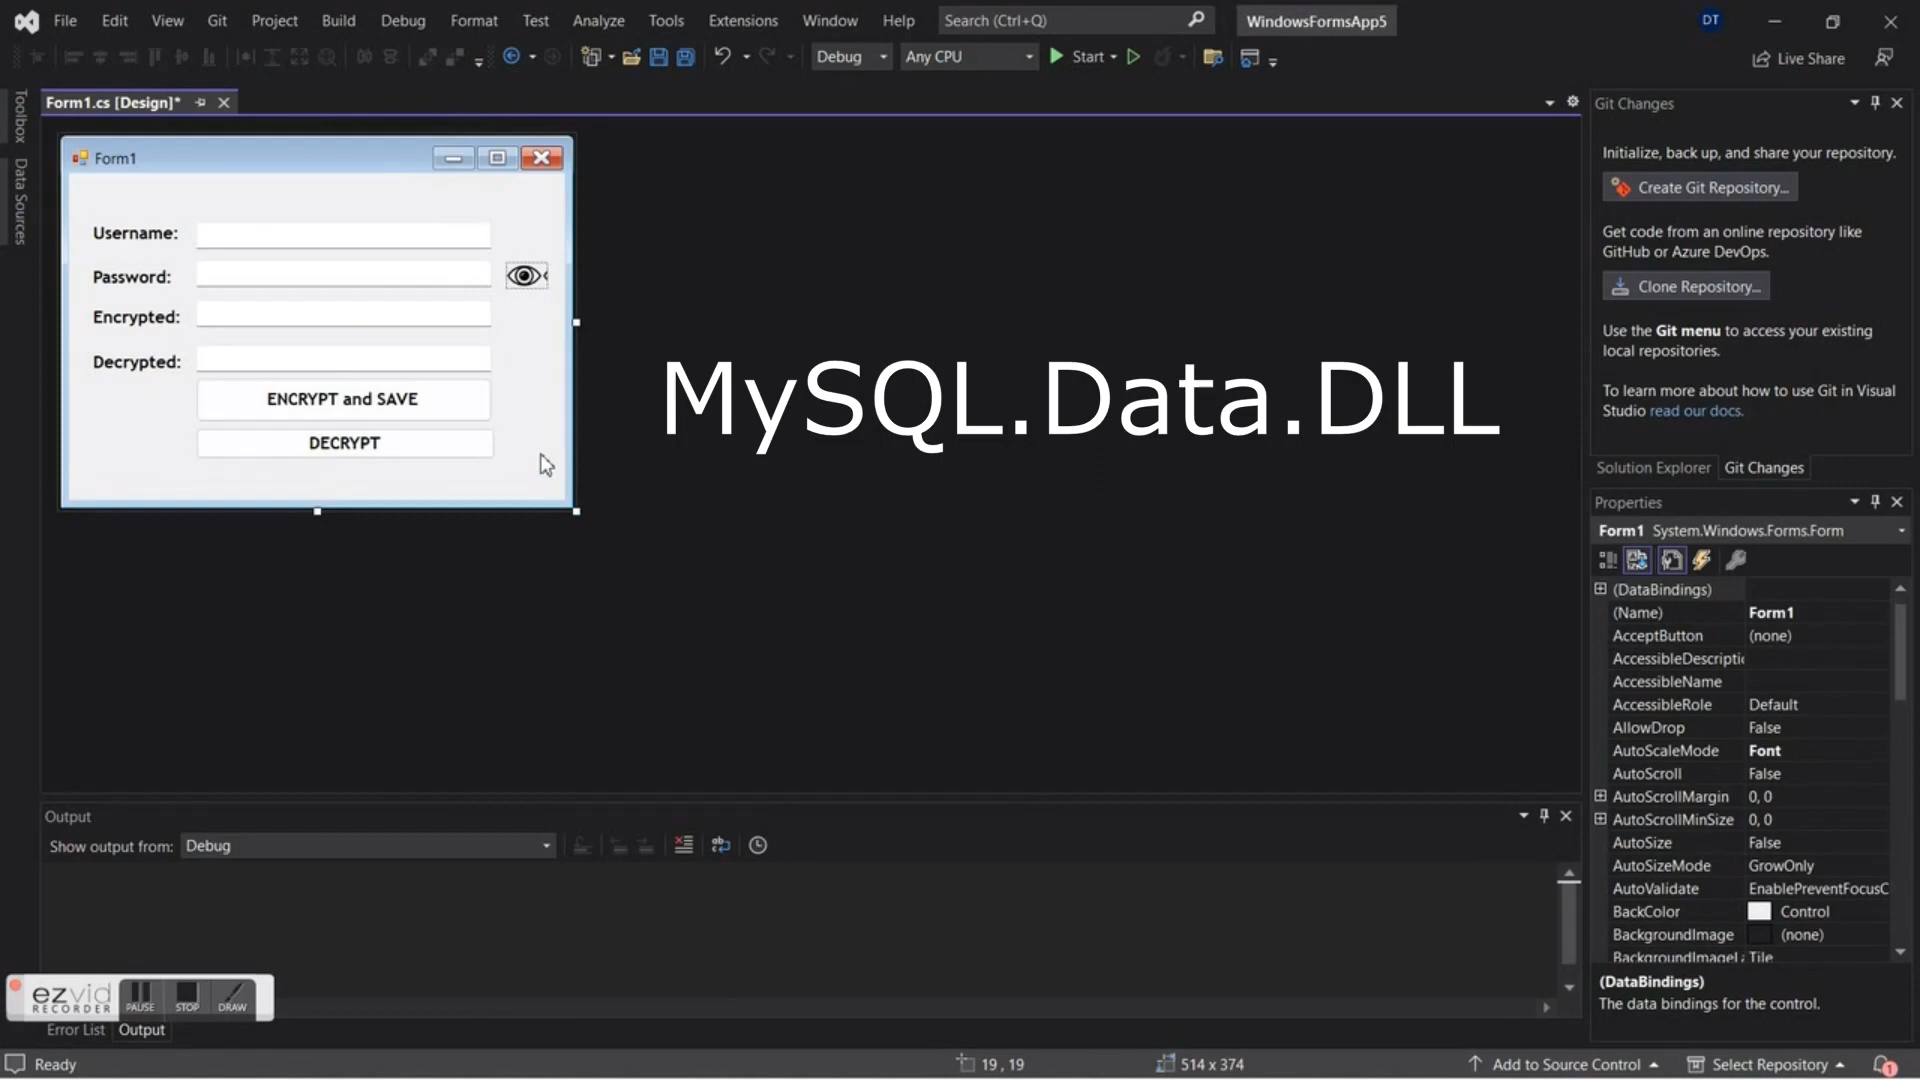 File Edit View Git Project Build Debug Format Test Analyze Tools Extensions Window Help Search (Ctrl+Q) WindowsFormsApp5 DT
Debug Any CPU Start Live Share
Toolbox
Data Sources
Form1.cs [Design]*
Form1
Username:
Password:
Encrypted:
Decrypted:
ENCRYPT and SAVE
DECRYPT
MySQL.Data.DLL
Git Changes
Initialize, back up, and share your repository.
Create Git Repository...
Get code from an online repository like
GitHub or Azure DevOps.
Clone Repository...
Use the Git menu to access your existing
local repositories.
To learn more about how to use Git in Visual
Studio read our docs.
Solution Explorer Git Changes
Properties
Form1 System.Windows.Forms.Form
(DataBindings)
(Name) Form1
AcceptButton (none)
AccessibleDescriptic
AccessibleName
AccessibleRole Default
AllowDrop False
AutoScaleMode Font
AutoScroll False
AutoScrollMargin 0, 0
AutoScrollMinSize 0, 0
AutoSize False
AutoSizeMode GrowOnly
AutoValidate EnablePreventFocusC
BackColor Control
BackgroundImage (none)
BackgroundImageL Tile
(DataBindings)
The data bindings for the control.
Output
Show output from: Debug
ezvid
RECORDER
PAUSE STOP DRAW
Error List Output
Ready 19 , 19 514 x 374 Add to Source Control Select Repository 1